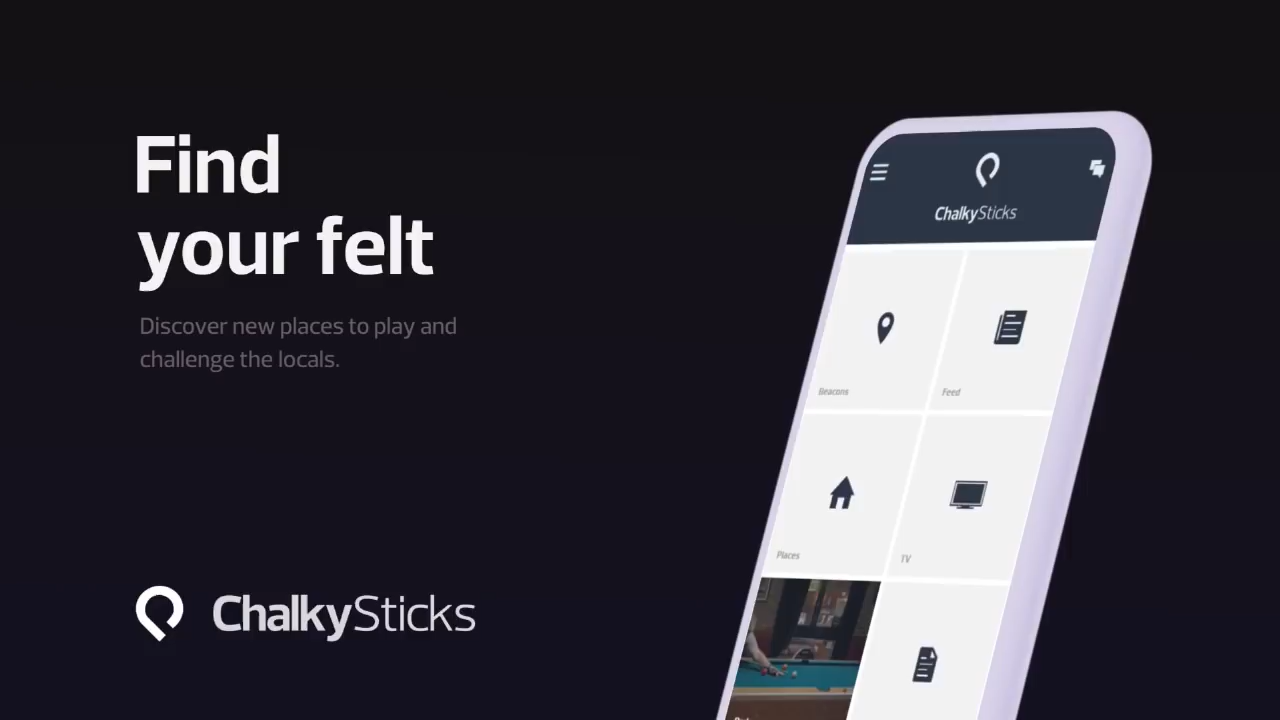 Find
your felt
Discover new places to play and
challenge the locals.
ChalkySticks
ChalkySticks
Beacons
Feed
Places
TV